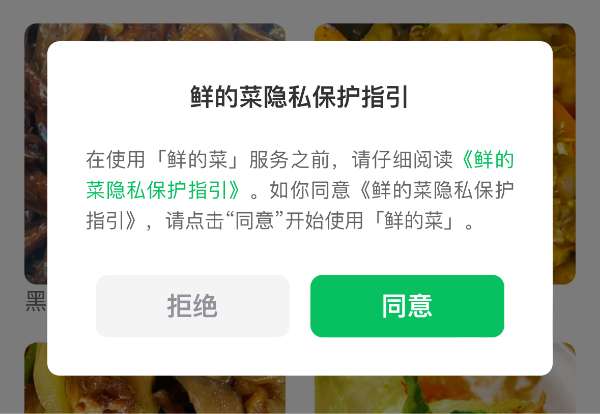 鲜的菜隐私保护指引
在使用「鲜的菜」服务之前，请仔细阅读《鲜的
菜隐私保护指引》。如你同意《鲜的菜隐私保护
指引》，请点击“同意”开始使用「鲜的菜」。
黑
拒绝 同意